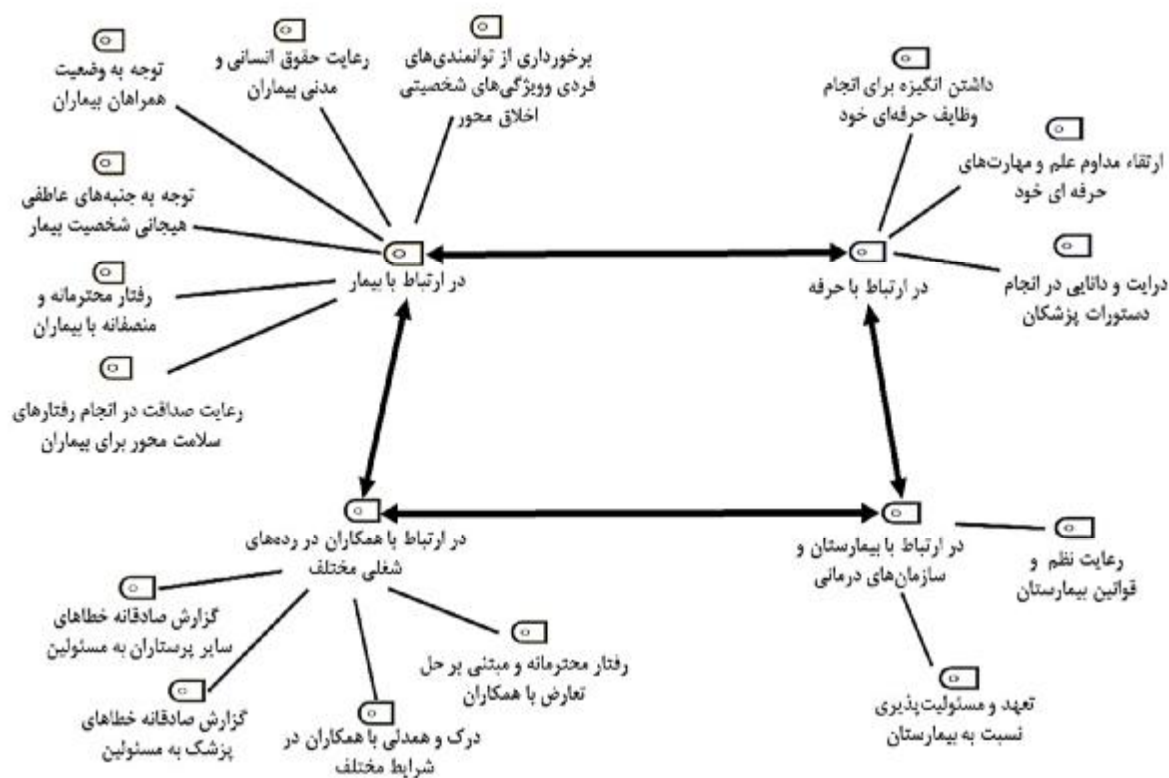 برخورداری از توانمندی‌های
فردی وویژگی‌های شخصیتی
اخلاق محور
رعایت حقوق انسانی و
مدنی بیماران
توجه به وضعیت
همراهان بیماران
توجه به جنبه‌های عاطفی
هیجانی شخصیت بیمار
رفتار محترمانه و
منصفانه با بیماران
رعایت صداقت در انجام رفتارهای
سلامت محور برای بیماران
در ارتباط با بیمار
داشتن انگیزه برای انجام
وظایف حرفه‌ای خود
ارتقاء مداوم علم و مهارت‌های
حرفه ای خود
درایت و دانایی در انجام
دستورات پزشکان
در ارتباط با حرفه
در ارتباط با بیمارستان و
سازمان‌های درمانی
رعایت نظم و
قوانین بیمارستان
تعهد و مسئولیت‌پذیری
نسبت به بیمارستان
در ارتباط با همکاران در رده‌های
شغلی مختلف
گزارش صادقانه خطاهای
سایر پرستاران به مسئولین
گزارش صادقانه خطاهای
پزشک به مسئولین
درک و همدلی با همکاران در
شرایط مختلف
رفتار محترمانه و مبتنی بر حل
تعارض با همکاران